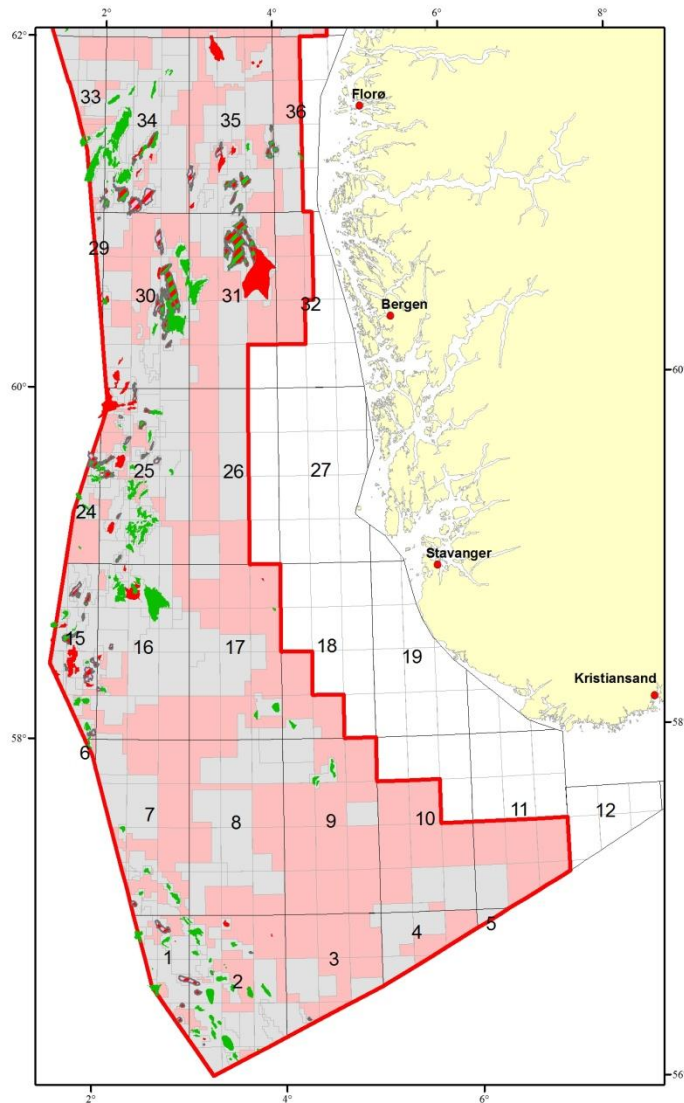 2° 4° 6° 8°
62°
33 34 35 36 Florø
29 30 31 32 Bergen
60° 60°
24 25 26 27
Stavanger
15 16 17 18 19
Kristiansand
58° 58°
6
7 8 9 10 11 12
1 2 3 4 5
56°
2° 4° 6°